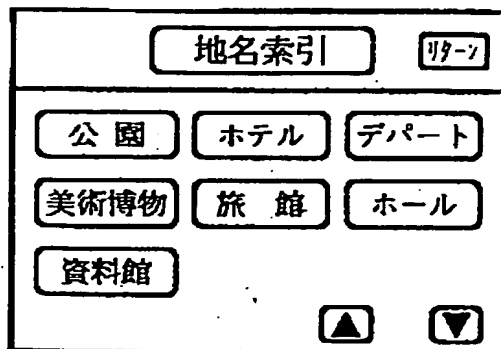 地名索引 リターン
公園 ホテル デパート
美術博物 旅館 ホール
資料館
▲ ▼